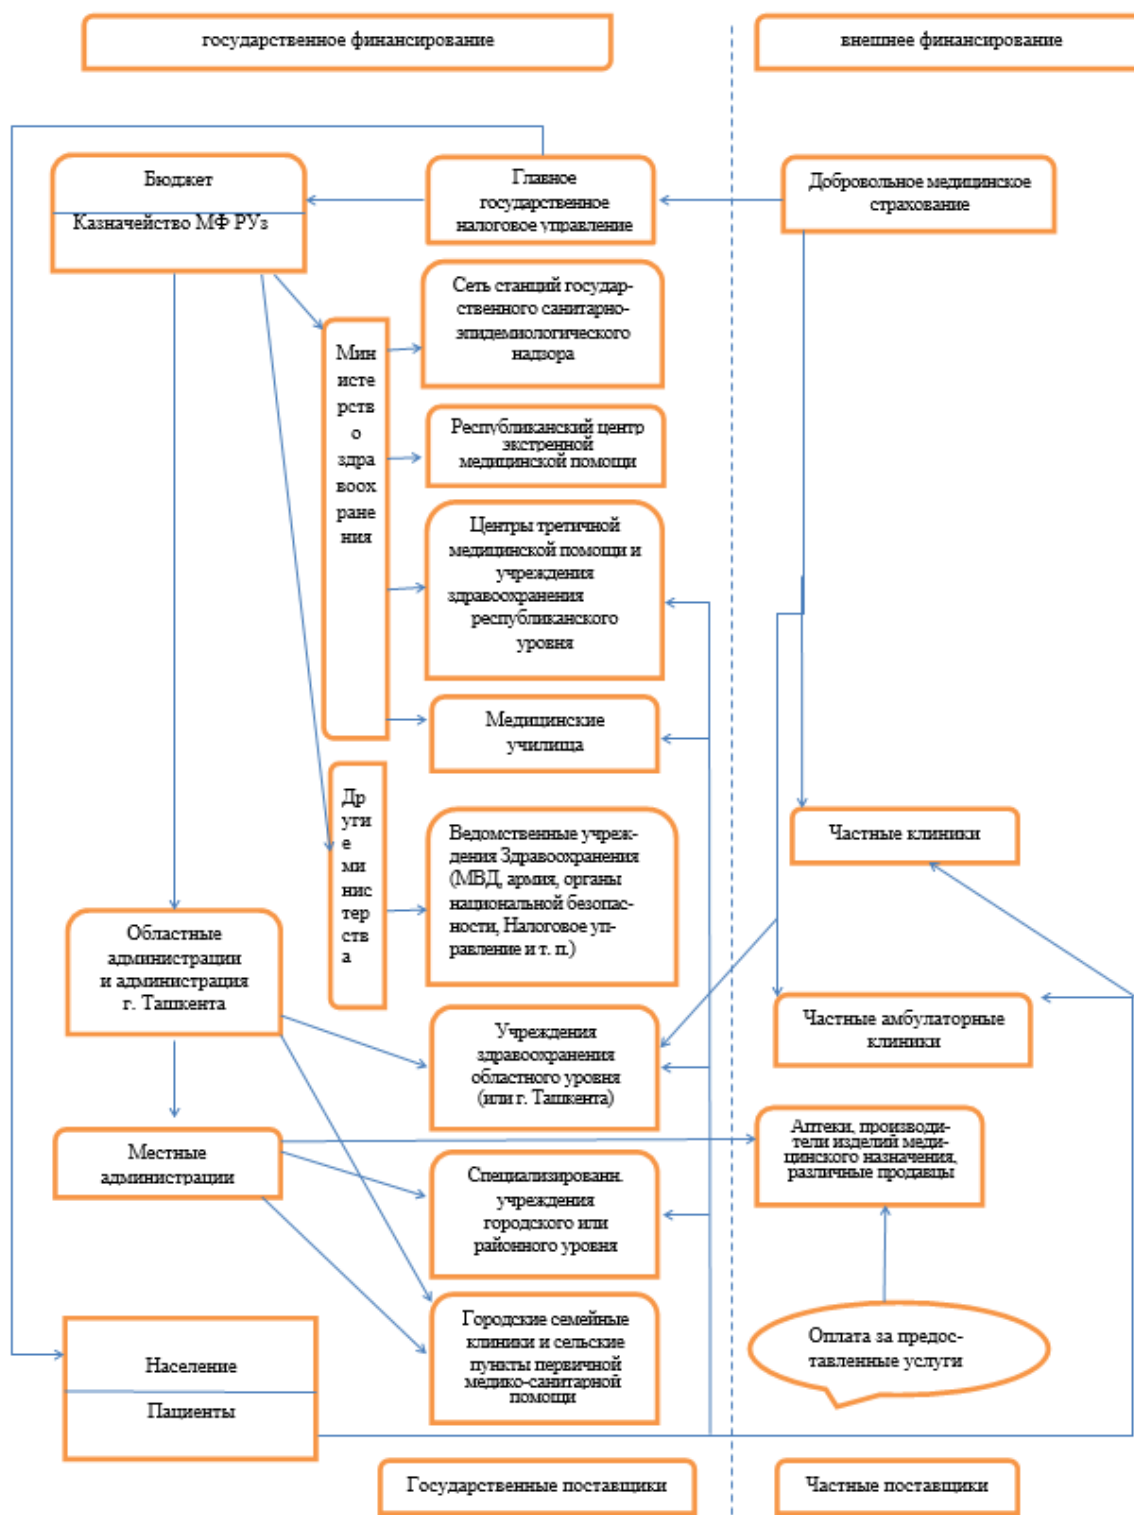 государственное финансирование
внешнее финансирование
Бюджет
Казначейство МФ РУз
Главное
государственное
налоговое управление
Добровольное медицинское
страхование
Сеть станций государ-
ственного санитарно-
эпидемиологического
надзора
Мин
исте
рств
о
здра
воох
ране
ния
Республиканский центр
экстренной
медицинской помощи
Центры третичной
медицинской помощи и
учреждения
здравоохранения
республиканского
уровня
Медицинские
училища
Др
уги
е
ми
нис
тер
ств
а
Ведомственные учреж-
дения Здравоохранения
(МВД, армия, органы
национальной безопас-
ности, Налоговое уп-
равление и т. п.)
Частные клиники
Областные
администрации
и администрация
г. Ташкента
Учреждения
здравоохранения
областного уровня
(или г. Ташкента)
Частные амбулаторные
клиники
Местные
администрации
Специализированн.
учреждения
городского или
районного уровня
Аптеки, производи-
тели изделий меди-
цинского назначения,
различные продавцы
Городские семейные
клиники и сельские
пункты первичной
медико-санитарной
помощи
Оплата за предос-
тавленные услуги
Население
Пациенты
Государственные поставщики
Частные поставщики